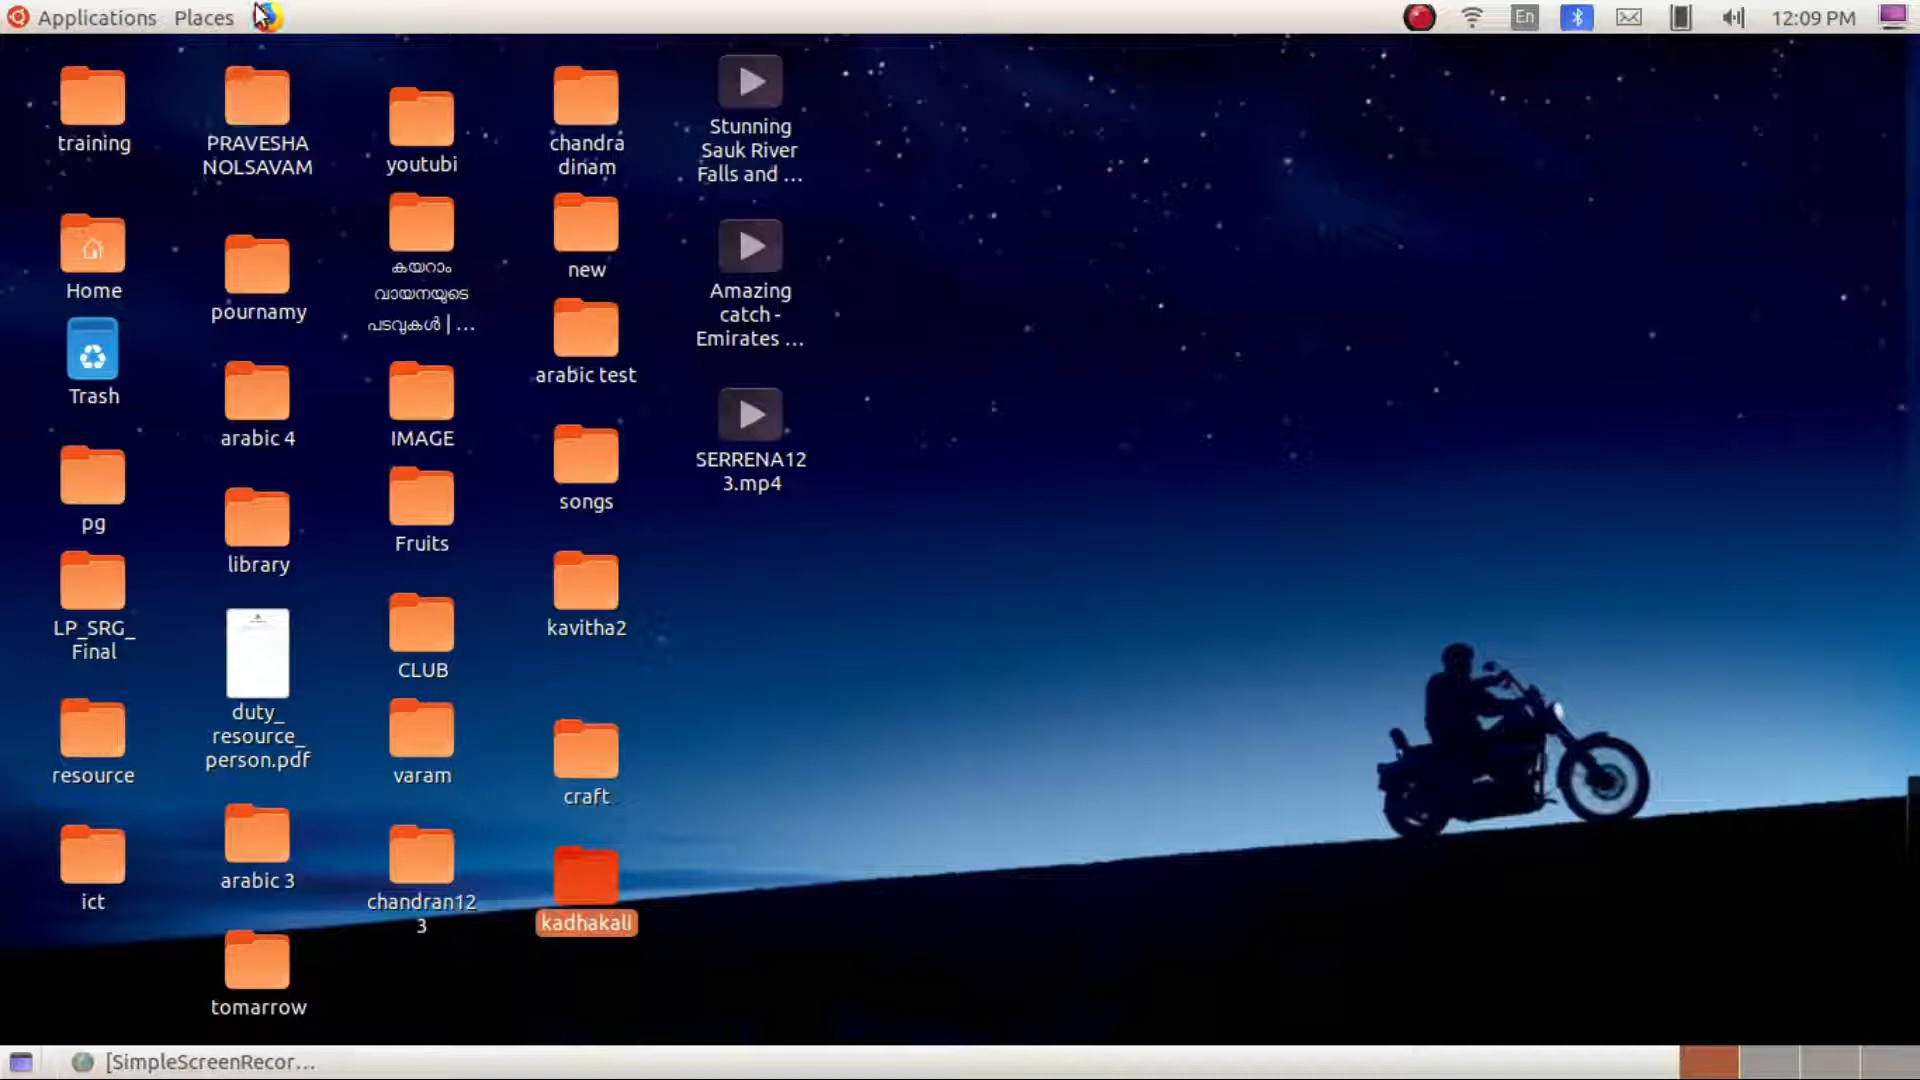 Applications Places
En
12:09 PM
training
Home
Trash
pg
LP_SRG_
Final
resource
ict
PRAVESHA
NOLSAVAM
pournamy
arabic 4
library
duty_
resource_
person.pdf
arabic 3
tomarrow
youtubi
കയറാം
വായനയുടെ
പടവുകൾ | ...
IMAGE
Fruits
CLUB
varam
chandran12
3
chandra
dinam
new
arabic test
songs
kavitha2
craft
kadhakali
Stunning
Sauk River
Falls and ...
Amazing
catch -
Emirates ...
SERRENA12
3.mp4
[SimpleScreenRecor...